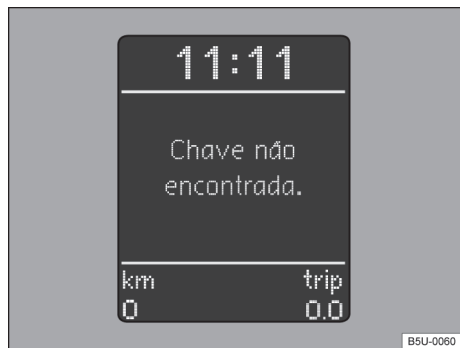 11:11
Chave não
encontrada.
km trip
0 0.0
B5U-0060